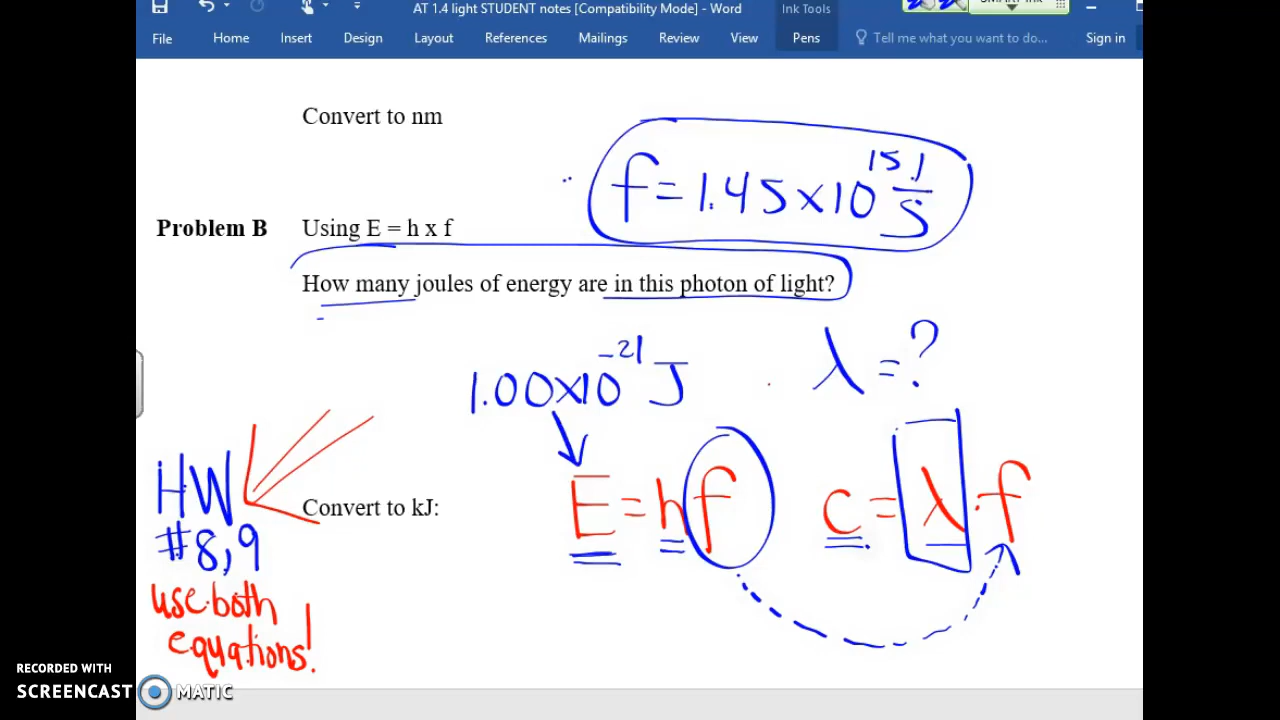 AT 1.4 light STUDENT notes [Compatibility Mode] - Word
Ink Tools
File Home Insert Design Layout References Mailings Review View Pens Tell me what you want to do... Sign in
Convert to nm
f = 1.45 x 10^15 1/s
Problem B Using E = h x f
How many joules of energy are in this photon of light?
1.00 x 10^-21 J
λ = ?
E = hf
c = λ · f
HW
#8,9
Convert to kJ:
use both
equations!
RECORDED WITH
SCREENCAST MATIC